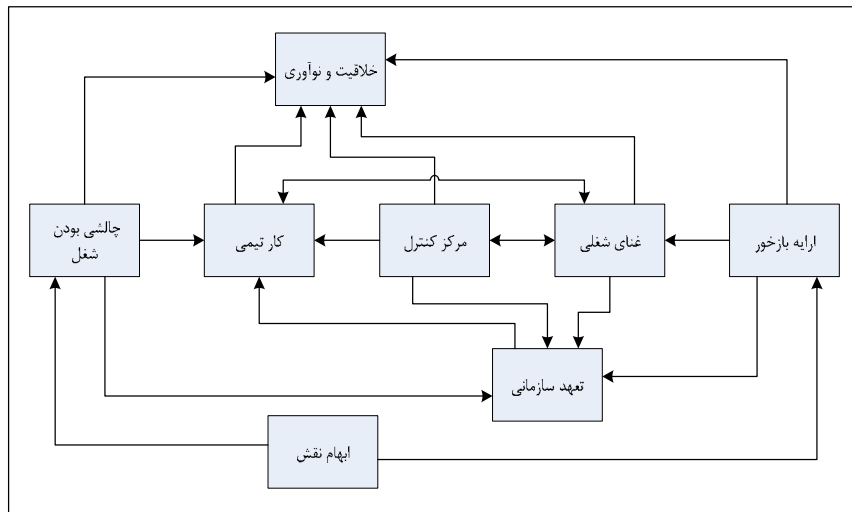 خلاقیت و نوآوری
چالشی بودن
شغل
کار تیمی
مرکز کنترل
غنای شغلی
ارایه بازخور
تعهد سازمانی
ابهام نقش